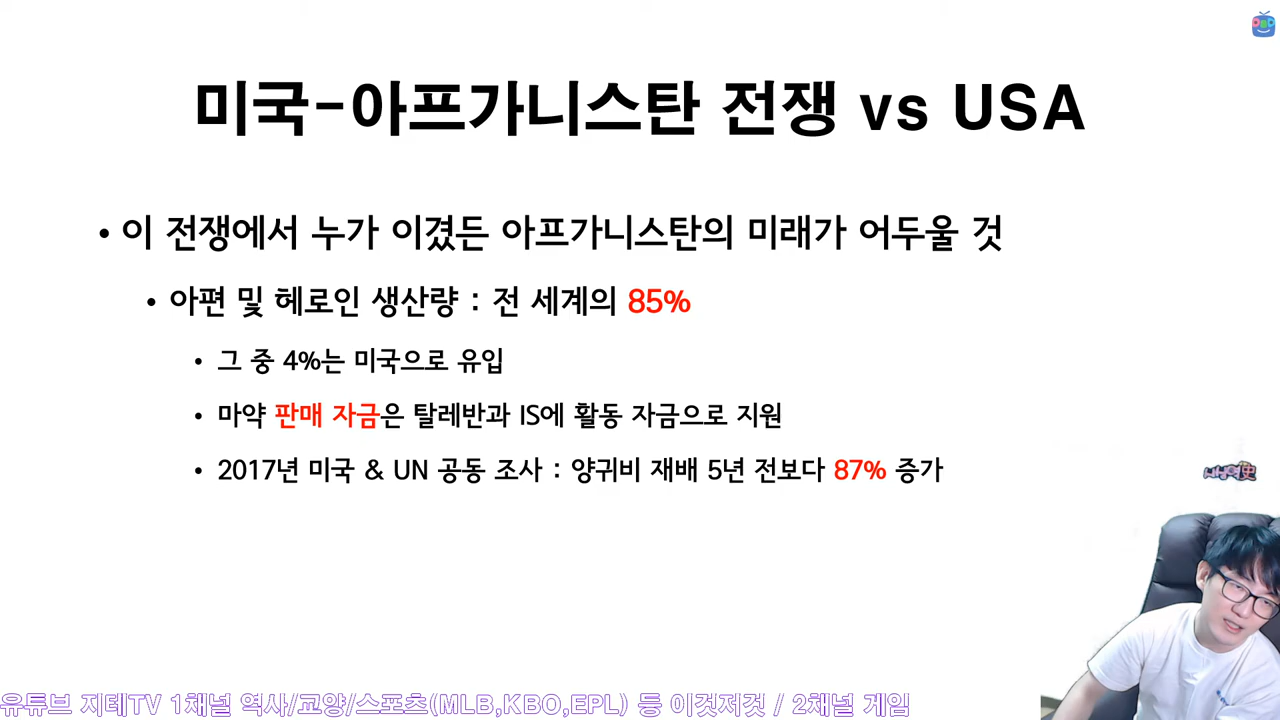 미국-아프가니스탄 전쟁 vs USA
• 이 전쟁에서 누가 이겼든 아프가니스탄의 미래가 어두울 것
• 아편 및 헤로인 생산량 : 전 세계의 85%
• 그 중 4%는 미국으로 유입
• 마약 판매 자금은 탈레반과 IS에 활동 자금으로 지원
• 2017년 미국 & UN 공동 조사 : 양귀비 재배 5년 전보다 87% 증가
유튜브 지테TV 1채널 역사/교양/스포츠(MLB,KBO,EPL) 등 이것저것 / 2채널 게임